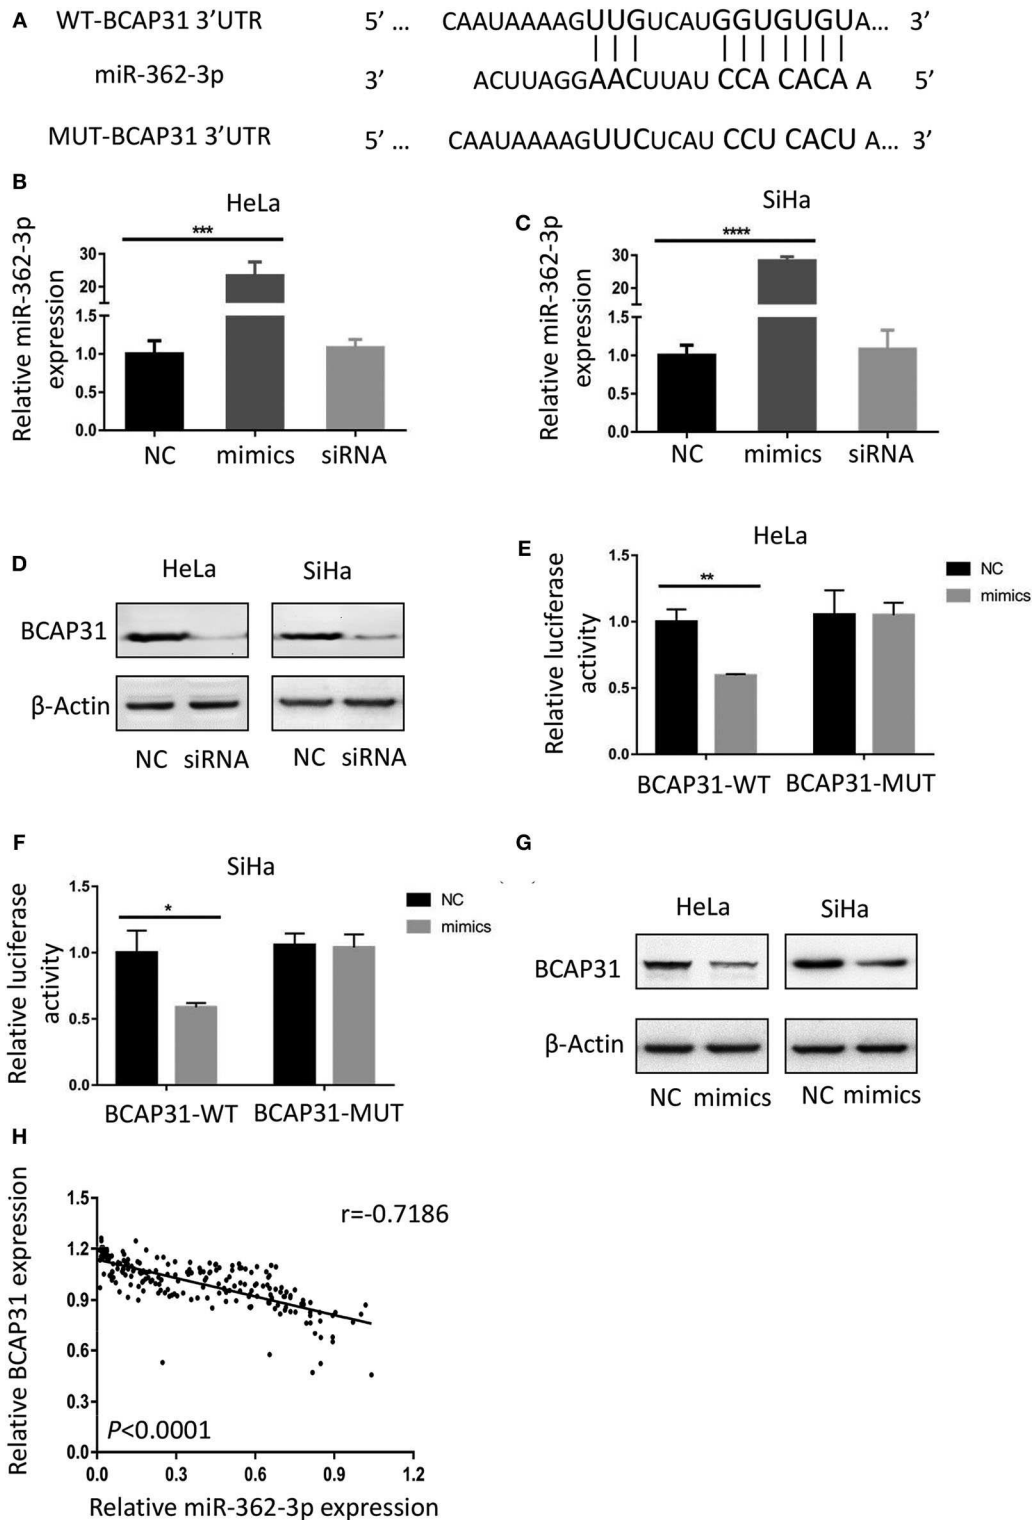 A
WT-BCAP31 3’UTR 5’ ... CAAUAAAAGUUGUCAUGGUGUGUA... 3’
miR-362-3p 3’ ACUUAGGAACUUAU CCA CACA A 5’
MUT-BCAP31 3’UTR 5’ ... CAAUAAAAGUUCUCAU CCU CACU A... 3’
B
HeLa
***
Relative miR-362-3p
expression
30
20
1.5
1.0
0.5
0.0
NC mimics siRNA
C
SiHa
****
Relative miR-362-3p
expression
30
20
1.5
1.0
0.5
0.0
NC mimics siRNA
D
HeLa SiHa
BCAP31
β-Actin
NC siRNA NC siRNA
E
HeLa
**
NC
mimics
Relative luciferase
activity
1.5
1.0
0.5
0.0
BCAP31-WT BCAP31-MUT
F
SiHa
*
NC
mimics
Relative luciferase
activity
1.5
1.0
0.5
0.0
BCAP31-WT BCAP31-MUT
G
HeLa SiHa
BCAP31
β-Actin
NC mimics NC mimics
H
Relative BCAP31 expression
1.5
1.2
0.9
0.6
0.3
0.0
r=-0.7186
P<0.0001
0.0 0.3 0.6 0.9 1.2
Relative miR-362-3p expression